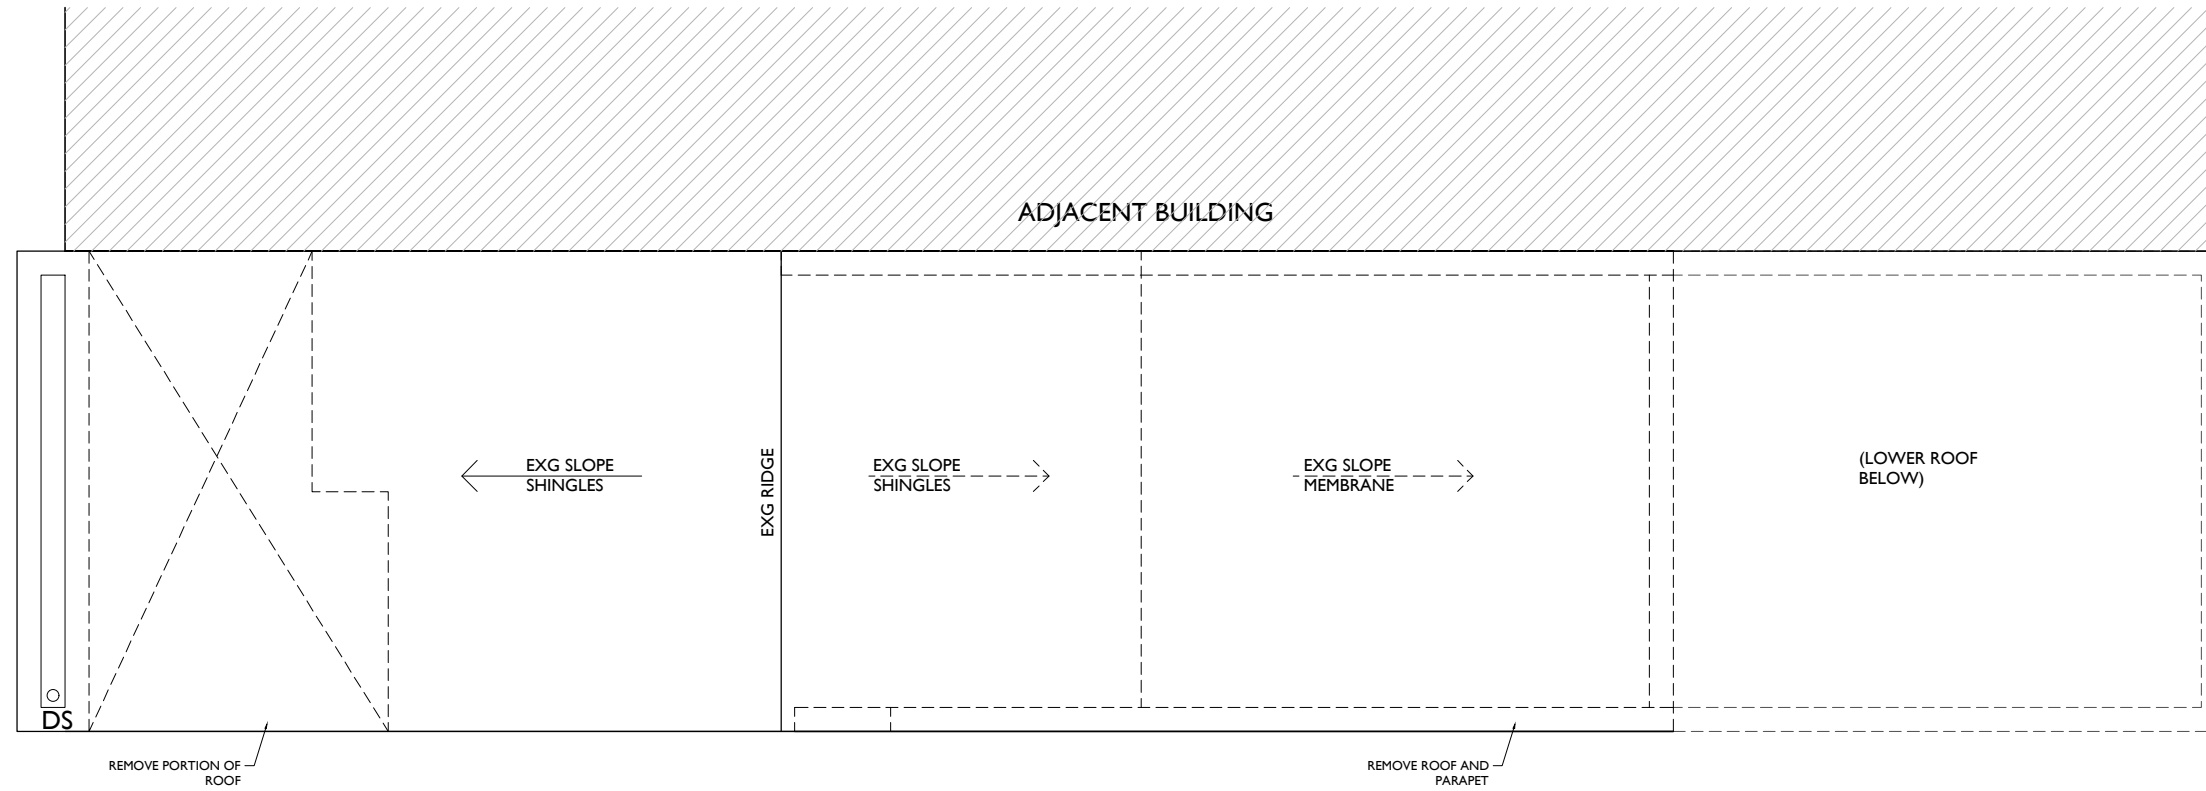 ADJACENT BUILDING
EXG SLOPE
SHINGLES
EXG RIDGE
EXG SLOPE
SHINGLES
EXG SLOPE
MEMBRANE
(LOWER ROOF
BELOW)
DS
REMOVE PORTION OF
ROOF
REMOVE ROOF AND
PARAPET